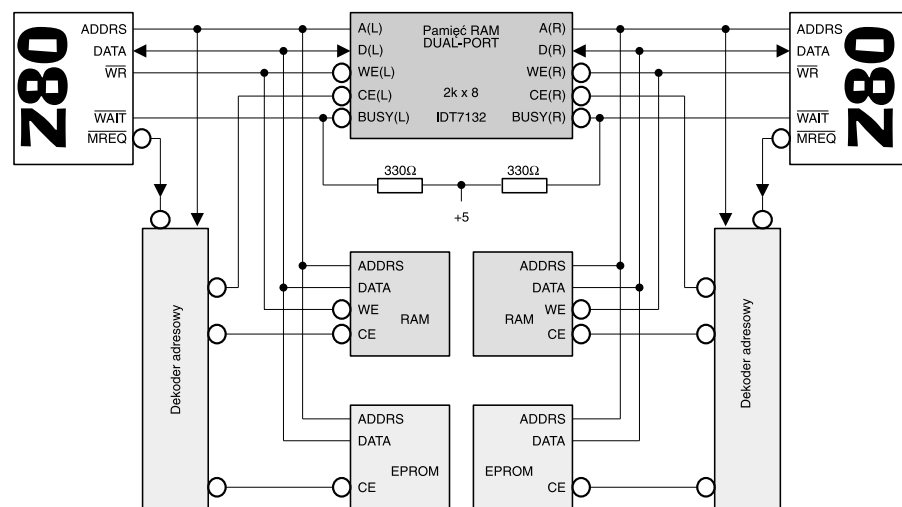 Z80
ADDRS
DATA
WR
WAIT
MREQ
A(L)
D(L)
WE(L)
CE(L)
BUSY(L)
Pamięć RAM
DUAL-PORT
2k x 8
IDT7132
A(R)
D(R)
WE(R)
CE(R)
BUSY(R)
ADDRS
DATA
WR
WAIT
MREQ
Z80
330Ω
330Ω
+5
Dekoder adresowy
ADDRS
DATA
WE
CE
RAM
ADDRS
DATA
WE
CE
RAM
Dekoder adresowy
ADDRS
DATA
EPROM
CE
ADDRS
DATA
EPROM
CE